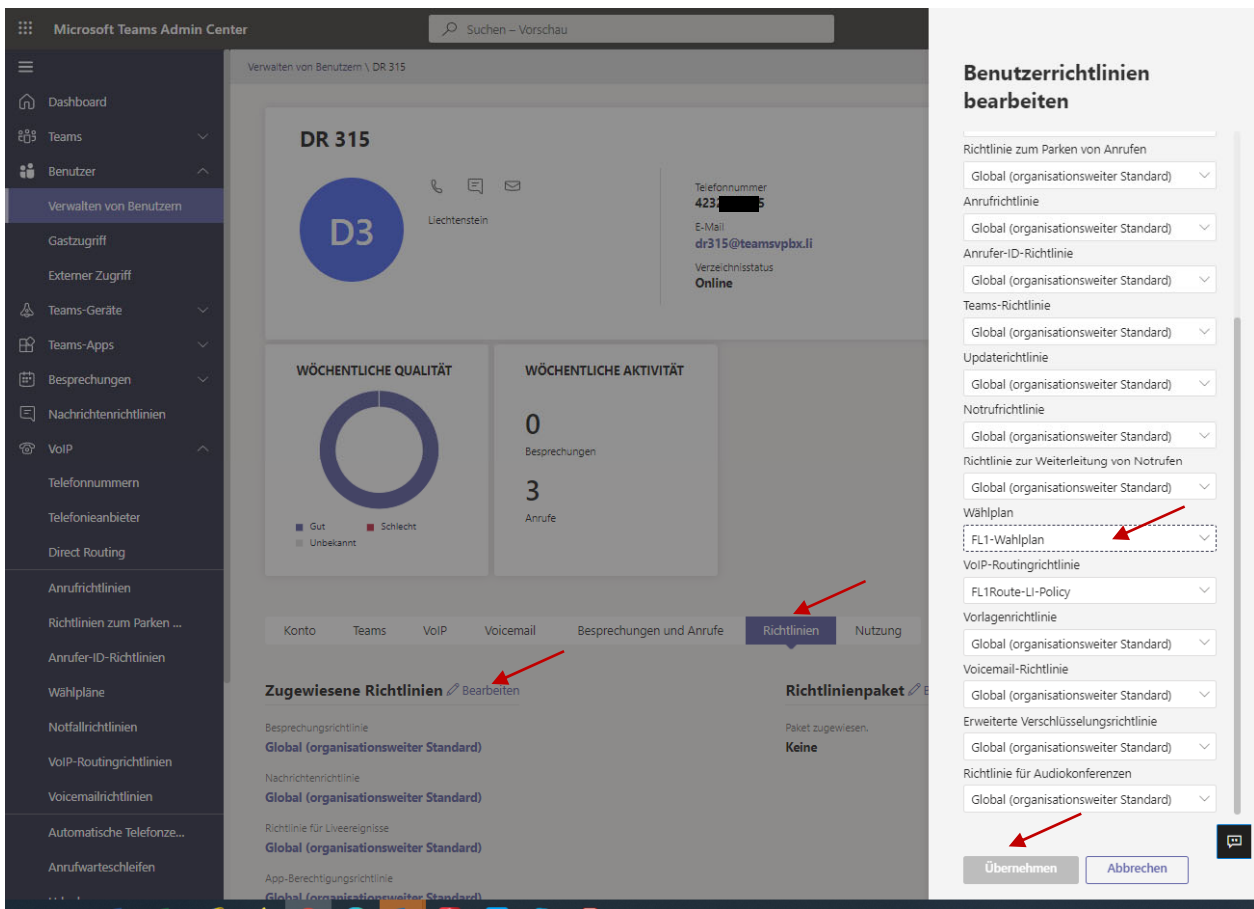 Microsoft Teams Admin Center
Suchen – Vorschau
Dashboard
Teams
Benutzer
Verwalten von Benutzern
Gastzugriff
Externer Zugriff
Teams-Geräte
Teams-Apps
Besprechungen
Nachrichtenrichtlinien
VoIP
Telefonnummern
Telefonieanbieter
Direct Routing
Anrufrichtlinien
Richtlinien zum Parken ...
Anrufer-ID-Richtlinien
Wählpläne
Notfallrichtlinien
VoIP-Routingrichtlinien
Voicemailrichtlinien
Automatische Telefonze...
Anrufwarteschleifen
Verwalten von Benutzern \ DR 315
DR 315
D3
Liechtenstein
Telefonnummer
4232 5
E-Mail
dr315@teamsvpbx.li
Verzeichnisstatus
Online
WÖCHENTLICHE QUALITÄT
Gut Schlecht
Unbekannt
WÖCHENTLICHE AKTIVITÄT
0
Besprechungen
3
Anrufe
Konto Teams VoIP Voicemail Besprechungen und Anrufe Richtlinien Nutzung
Zugewiesene Richtlinien Bearbeiten
Besprechungsrichtlinie
Global (organisationsweiter Standard)
Nachrichtenrichtlinie
Global (organisationsweiter Standard)
Richtlinie für Liveereignisse
Global (organisationsweiter Standard)
App-Berechtigungsrichtlinie
Global (organisationsweiter Standard)
Richtlinienpaket
Paket zugewiesen.
Keine
Benutzerrichtlinien
bearbeiten
Richtlinie zum Parken von Anrufen
Global (organisationsweiter Standard)
Anrufrichtlinie
Global (organisationsweiter Standard)
Anrufer-ID-Richtlinie
Global (organisationsweiter Standard)
Teams-Richtlinie
Global (organisationsweiter Standard)
Updaterichtlinie
Global (organisationsweiter Standard)
Notrufrichtlinie
Global (organisationsweiter Standard)
Richtlinie zur Weiterleitung von Notrufen
Global (organisationsweiter Standard)
Wählplan
FL1-Wahlplan
VoIP-Routingrichtlinie
FL1Route-LI-Policy
Vorlagenrichtlinie
Global (organisationsweiter Standard)
Voicemail-Richtlinie
Global (organisationsweiter Standard)
Erweiterte Verschlüsselungsrichtlinie
Global (organisationsweiter Standard)
Richtlinie für Audiokonferenzen
Global (organisationsweiter Standard)
Übernehmen
Abbrechen